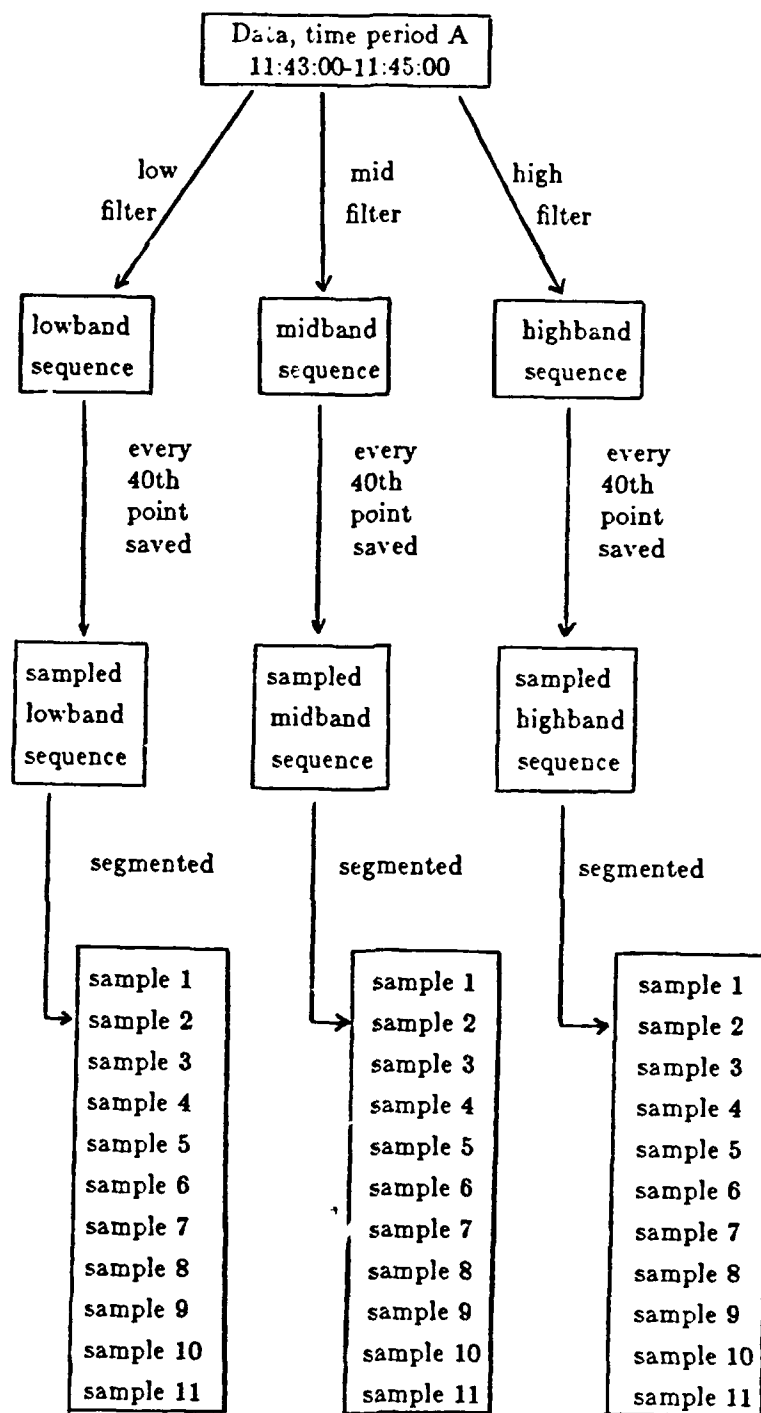 Data, time period A
11:43:00-11:45:00
low
filter
mid
filter
high
filter
lowband
sequence
midband
sequence
highband
sequence
every
40th
point
saved
every
40th
point
saved
every
40th
point
saved
sampled
lowband
sequence
sampled
midband
sequence
sampled
highband
sequence
segmented
segmented
segmented
sample 1
sample 2
sample 3
sample 4
sample 5
sample 6
sample 7
sample 8
sample 9
sample 10
sample 11
sample 1
sample 2
sample 3
sample 4
sample 5
sample 6
sample 7
sample 8
sample 9
sample 10
sample 11
sample 1
sample 2
sample 3
sample 4
sample 5
sample 6
sample 7
sample 8
sample 9
sample 10
sample 11